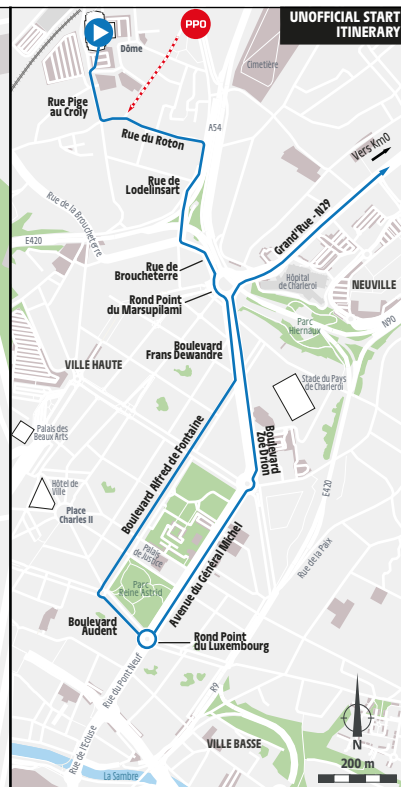 UNOFFICIAL START
ITINERARY
PPO
Dôme
Cimetière
Rue Pige
au Croly
Rue du Roton
A54
Vers Km0
Rue de
Lodelinsart
Rue de la Broucheterre
Grand'Rue - N29
E420
Rue de
Broucheterre
Hôpital
de Charleroi
NEUVILLE
Rond Point
du Marsupilami
Parc
Hiernaux
N90
Boulevard
Frans Dewandre
VILLE HAUTE
Stade du Pays
de Charleroi
Palais des
Beaux Arts
Boulevard Alfred de Fontaine
Boulevard
Zoé Drion
E420
Hôtel de
Ville
Place
Charles II
Palais
de Justice
Avenue du Général Michel
Rue de la Paix
Parc
Reine Astrid
Boulevard
Audent
Rond Point
du Luxembourg
Rue du Pont Neuf
R9
Rue de l'Ecluse
VILLE BASSE
N
La Sambre
200 m